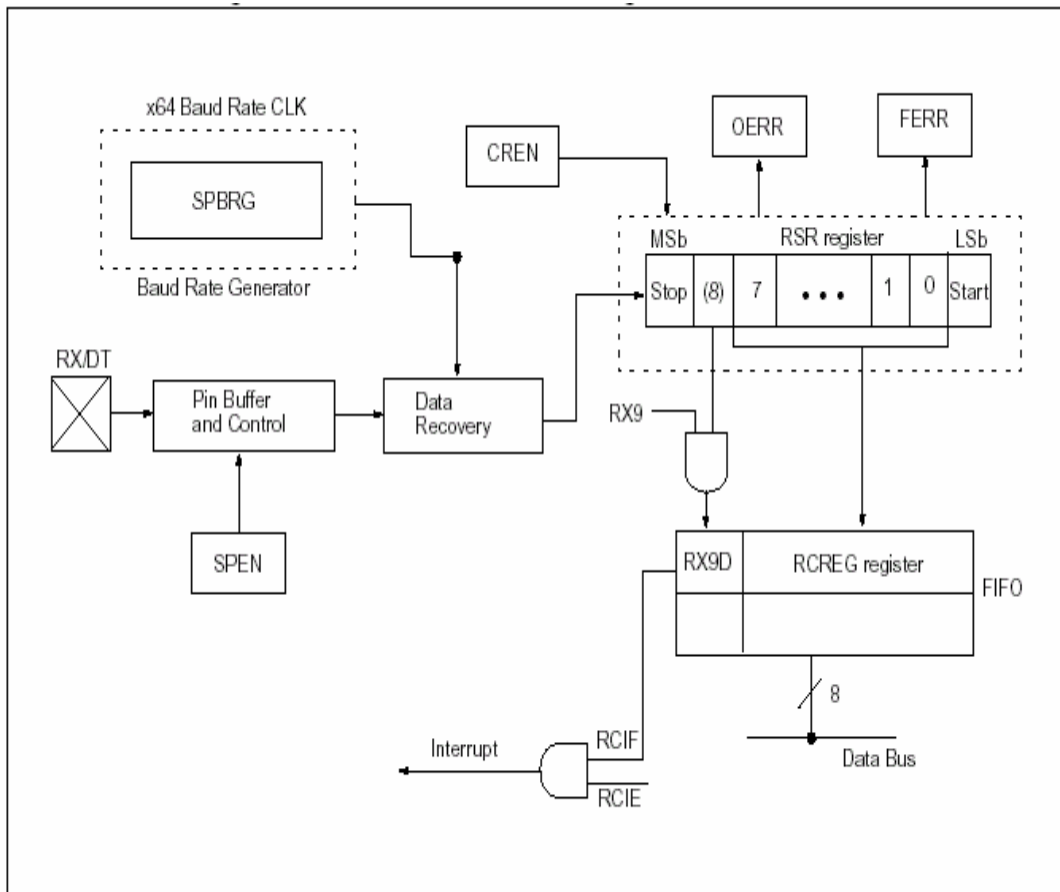 x64 Baud Rate CLK
SPBRG
Baud Rate Generator
CREN
OERR
FERR
MSb
RSR register
LSb
Stop
(8)
7
• • •
1
0
Start
RX/DT
Pin Buffer
and Control
Data
Recovery
RX9
SPEN
RX9D
RCREG register
FIFO
8
Interrupt
RCIF
RCIE
Data Bus